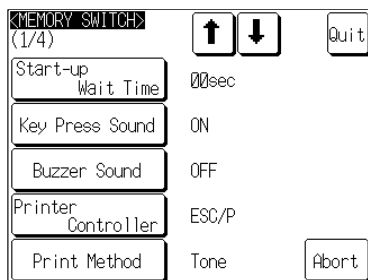 <MEMORY SWITCH>
(1/4)
Quit
Start-up
Wait Time
00sec
Key Press Sound
ON
Buzzer Sound
OFF
Printer
Controller
ESC/P
Print Method
Tone
Abort